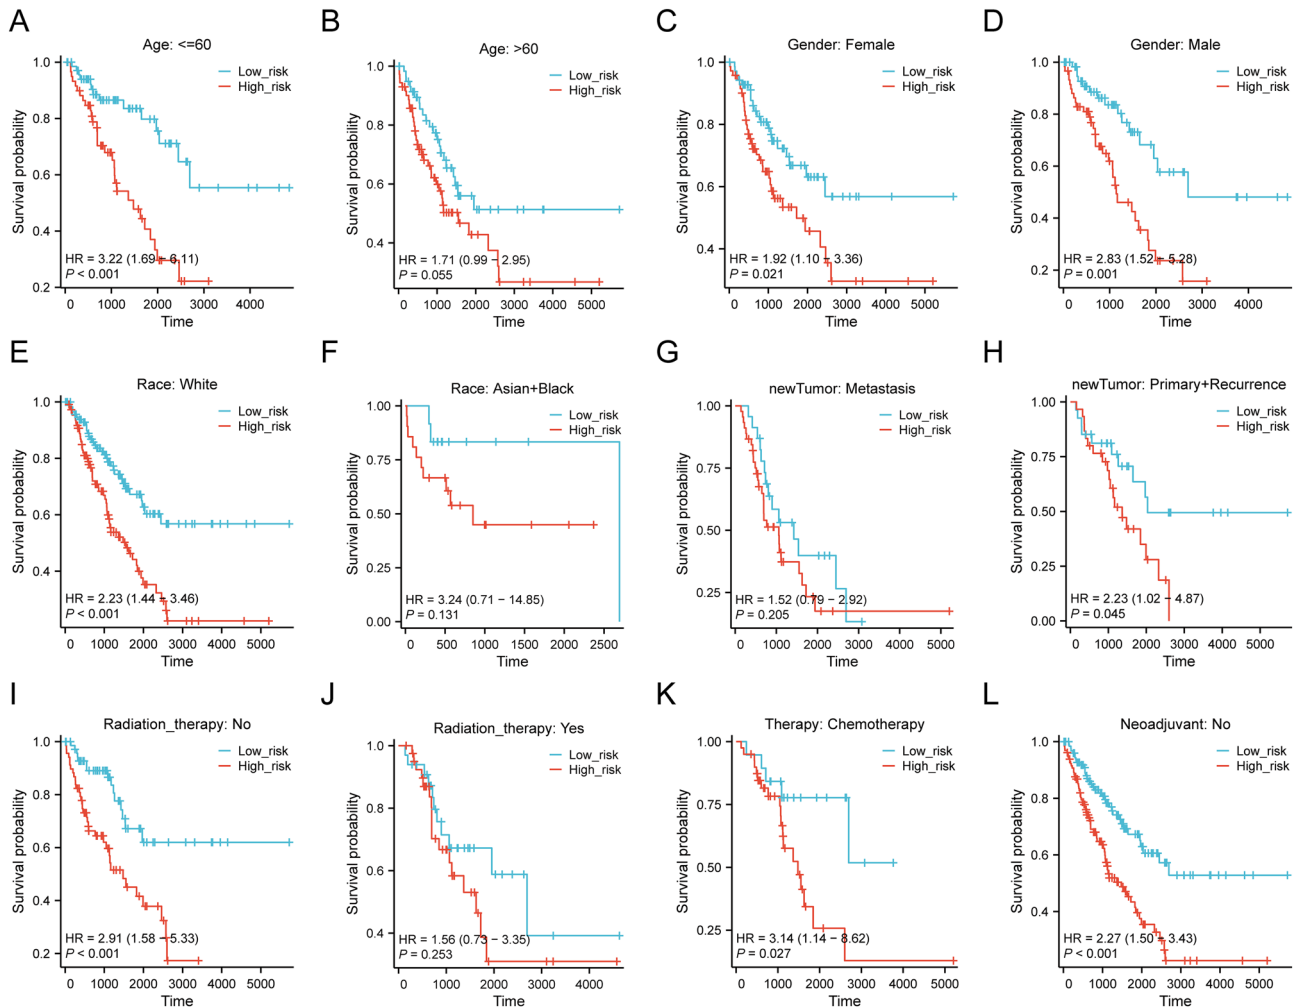 A
Age: <=60
Low_risk
High_risk
Survival probability
1.0
0.8
0.6
0.4
0.2
HR = 3.22 (1.69 − 6.11)
P < 0.001
0 1000 2000 3000 4000
Time
B
Age: >60
Low_risk
High_risk
Survival probability
1.0
0.8
0.6
0.4
HR = 1.71 (0.99 − 2.95)
P = 0.055
0 1000 2000 3000 4000 5000
Time
C
Gender: Female
Low_risk
High_risk
Survival probability
1.0
0.8
0.6
0.4
HR = 1.92 (1.10 − 3.36)
P = 0.021
0 1000 2000 3000 4000 5000
Time
D
Gender: Male
Low_risk
High_risk
Survival probability
1.0
0.8
0.6
0.4
0.2
HR = 2.83 (1.52 − 5.28)
P = 0.001
0 1000 2000 3000 4000
Time
E
Race: White
Low_risk
High_risk
Survival probability
1.0
0.8
0.6
0.4
HR = 2.23 (1.44 − 3.46)
P < 0.001
0 1000 2000 3000 4000 5000
Time
F
Race: Asian+Black
Low_risk
High_risk
Survival probability
1.00
0.75
0.50
0.25
0.00
HR = 3.24 (0.71 − 14.85)
P = 0.131
0 500 1000 1500 2000 2500
Time
G
newTumor: Metastasis
Low_risk
High_risk
Survival probability
1.00
0.75
0.50
0.25
HR = 1.52 (0.79 − 2.92)
P = 0.205
0 1000 2000 3000 4000 5000
Time
H
newTumor: Primary+Recurrence
Low_risk
High_risk
Survival probability
1.00
0.75
0.50
0.25
0.00
HR = 2.23 (1.02 − 4.87)
P = 0.045
0 1000 2000 3000 4000 5000
Time
I
Radiation_therapy: No
Low_risk
High_risk
Survival probability
1.0
0.8
0.6
0.4
0.2
HR = 2.91 (1.58 − 5.33)
P < 0.001
0 1000 2000 3000 4000 5000
Time
J
Radiation_therapy: Yes
Low_risk
High_risk
Survival probability
1.0
0.8
0.6
0.4
HR = 1.56 (0.73 − 3.35)
P = 0.253
0 1000 2000 3000 4000
Time
K
Therapy: Chemotherapy
Low_risk
High_risk
Survival probability
1.00
0.75
0.50
0.25
HR = 3.14 (1.14 − 8.62)
P = 0.027
0 1000 2000 3000 4000 5000
Time
L
Neoadjuvant: No
Low_risk
High_risk
Survival probability
1.0
0.8
0.6
0.4
HR = 2.27 (1.50 − 3.43)
P < 0.001
0 1000 2000 3000 4000 5000
Time